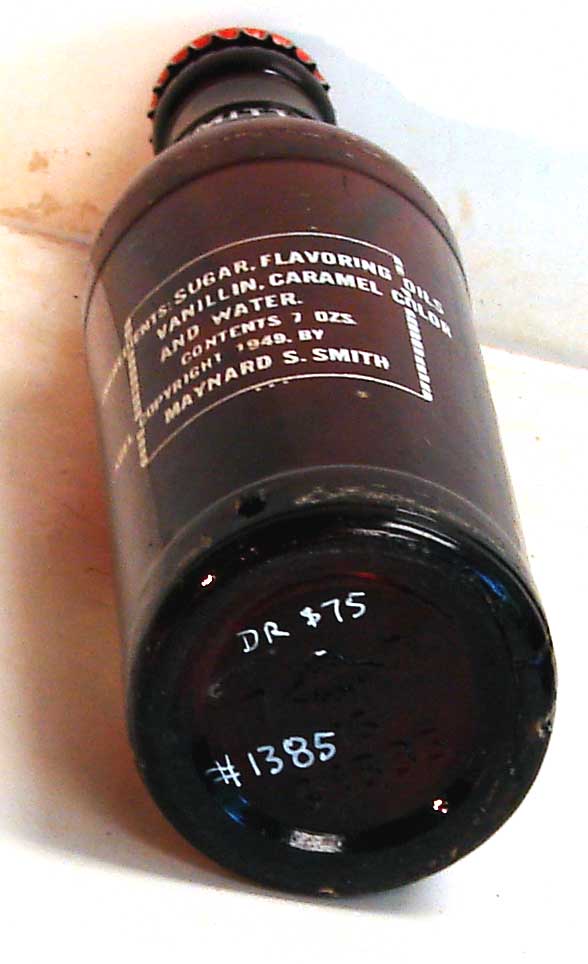 SUGAR, FLAVORING OILS
VANILLIN, CARAMEL COLOR
AND WATER.
CONTENTS 7 OZS.
COPYRIGHT 1949. BY
MAYNARD S. SMITH
DR $75
#1385